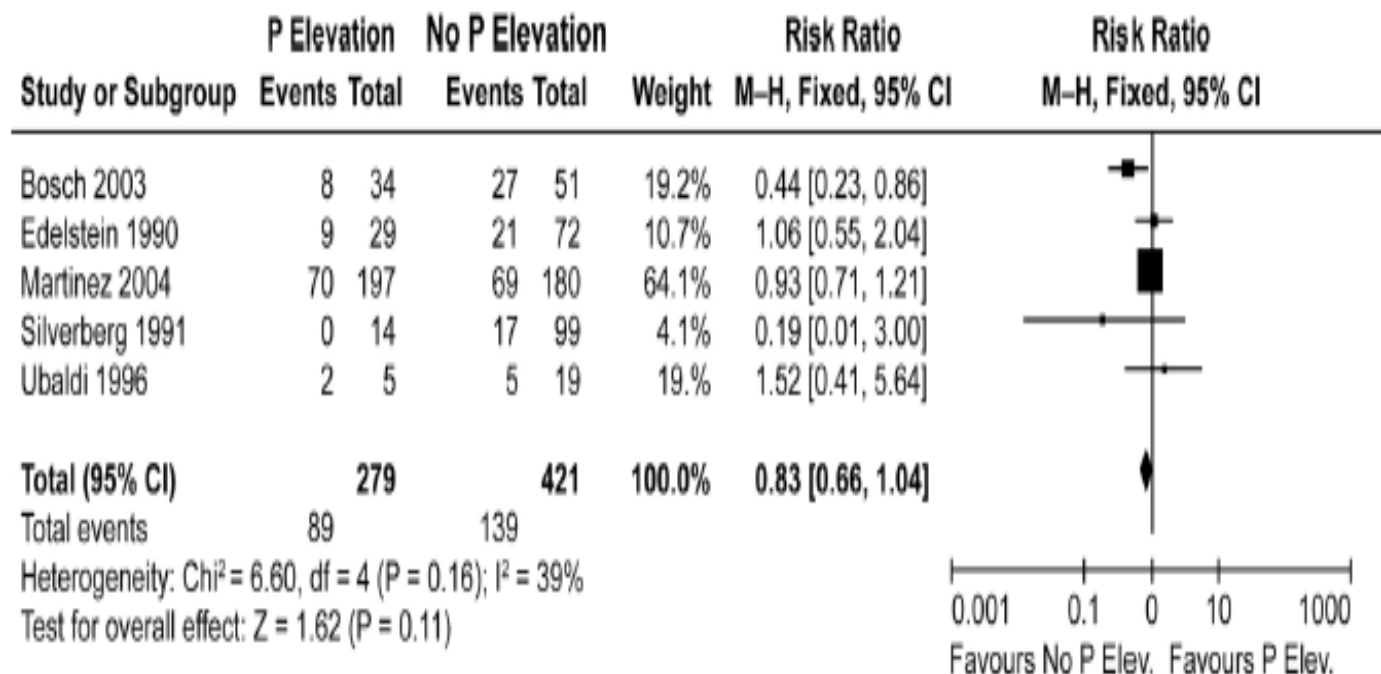 P Elevation No P Elevation Risk Ratio Risk Ratio
Study or Subgroup Events Total Events Total Weight M–H, Fixed, 95% CI M–H, Fixed, 95% CI
Bosch 2003 8 34 27 51 19.2% 0.44 [0.23, 0.86]
Edelstein 1990 9 29 21 72 10.7% 1.06 [0.55, 2.04]
Martinez 2004 70 197 69 180 64.1% 0.93 [0.71, 1.21]
Silverberg 1991 0 14 17 99 4.1% 0.19 [0.01, 3.00]
Ubaldi 1996 2 5 5 19 19.% 1.52 [0.41, 5.64]
Total (95% CI) 279 421 100.0% 0.83 [0.66, 1.04]
Total events 89 139
Heterogeneity: Chi² = 6.60, df = 4 (P = 0.16); I² = 39%
Test for overall effect: Z = 1.62 (P = 0.11)
0.001 0.1 0 10 1000
Favours No P Elev. Favours P Elev.